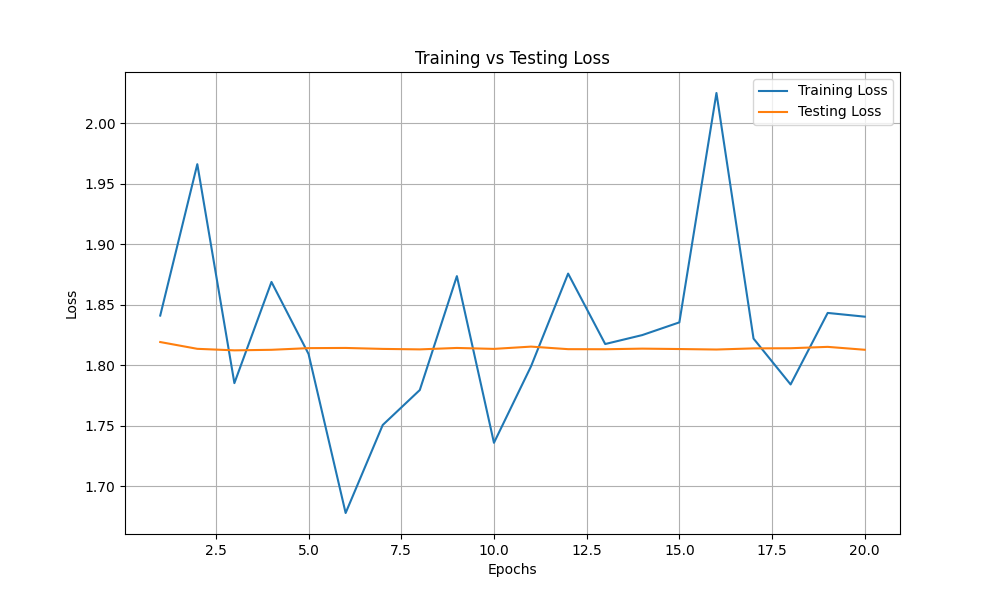 Training vs Testing Loss
Training Loss
Testing Loss
Loss
2.00
1.95
1.90
1.85
1.80
1.75
1.70
2.5 5.0 7.5 10.0 12.5 15.0 17.5 20.0
Epochs